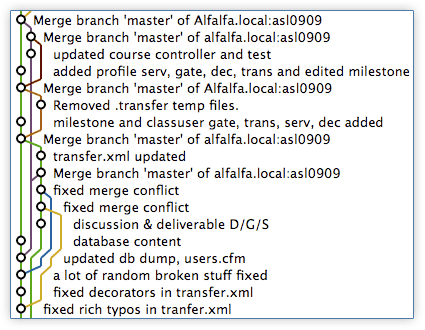 Merge branch 'master' of Alfalfa.local:asl0909
Merge branch 'master' of alfalfa.local:asl0909
updated course controller and test
added profile serv, gate, dec, trans and edited milestone
Merge branch 'master' of Alfalfa.local:asl0909
Removed .transfer temp files.
milestone and classuser gate, trans, serv, dec added
Merge branch 'master' of alfalfa.local:asl0909
transfer.xml updated
Merge branch 'master' of alfalfa.local:asl0909
fixed merge conflict
fixed merge conflict
discussion & deliverable D/G/S
database content
updated db dump, users.cfm
a lot of random broken stuff fixed
fixed decorators in transfer.xml
fixed rich typos in tranfer.xml